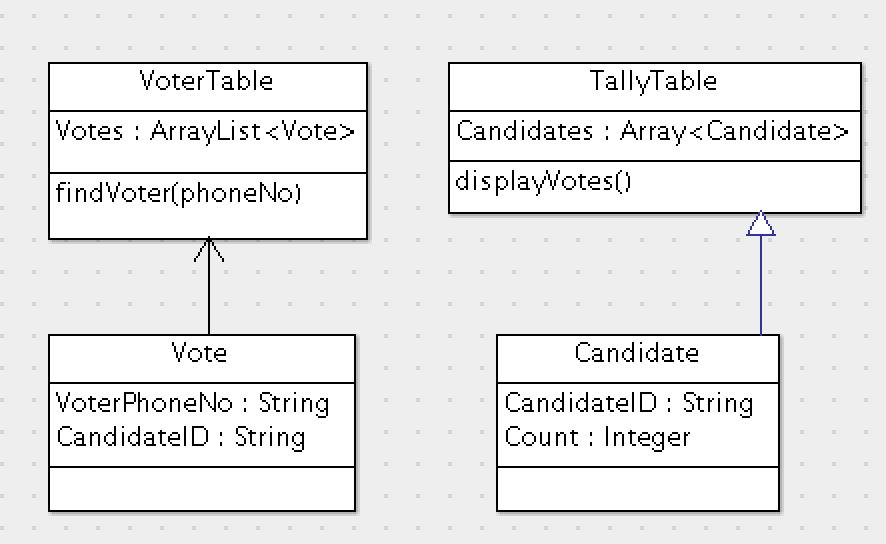 VoterTable
Votes : ArrayList<Vote>
findVoter(phoneNo)
TallyTable
Candidates : Array<Candidate>
displayVotes()
Vote
VoterPhoneNo : String
CandidateID : String
Candidate
CandidateID : String
Count : Integer